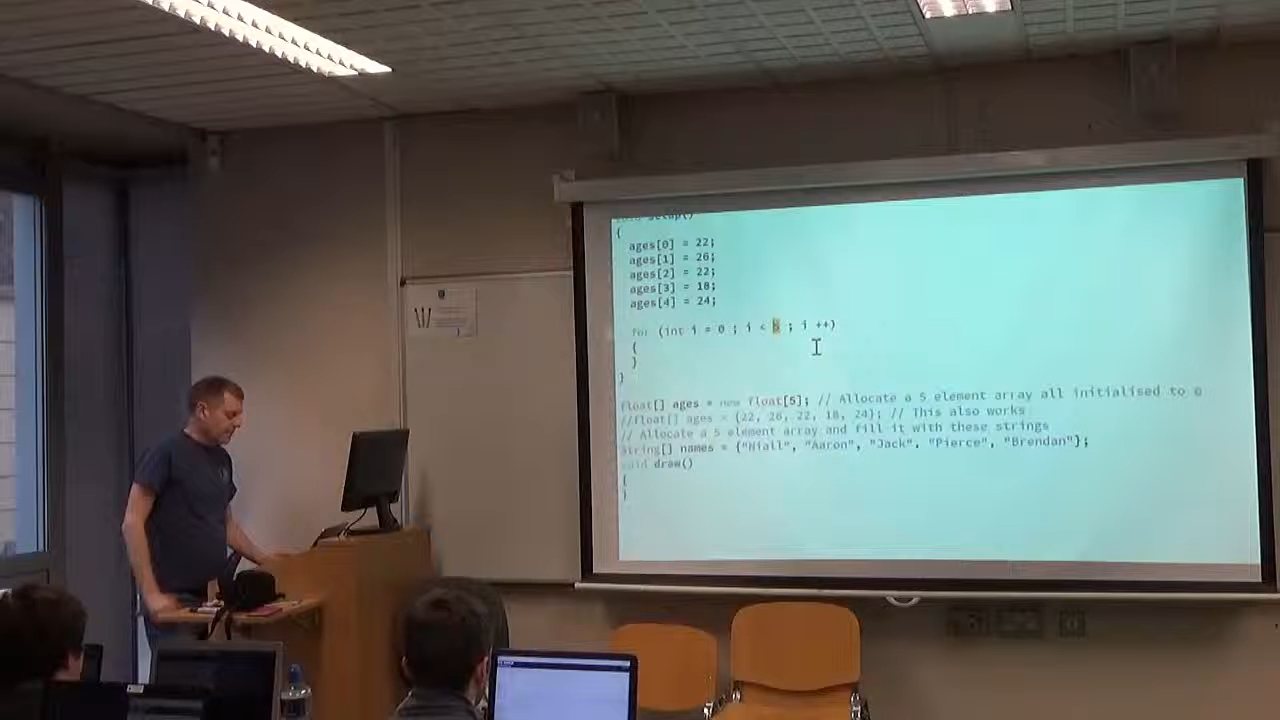 setup()
{
ages[0] = 22;
ages[1] = 26;
ages[2] = 22;
ages[3] = 18;
ages[4] = 24;
for (int i = 0 ; i < 5 ; i ++)
{
}
}
float[] ages = new float[5]; // Allocate a 5 element array all initialised to 0
//float[] ages = {22, 26, 22, 18, 24}; // This also works
// Allocate a 5 element array and fill it with these strings
String[] names = {"Niall", "Aaron", "Jack", "Pierce", "Brendan"};
void draw()
{
}